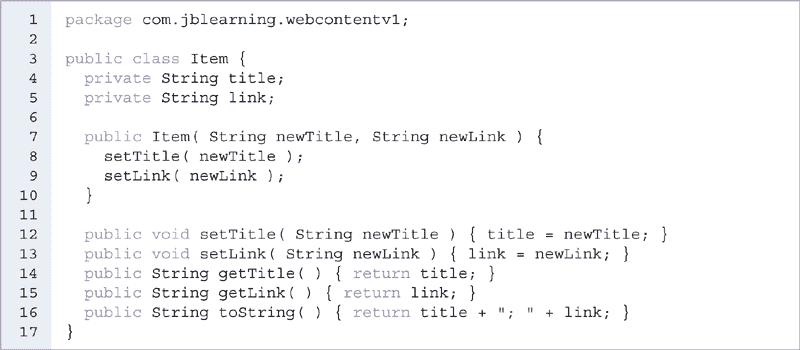 1 package com.jblearning.webcontentv1;
2
3 public class Item {
4   private String title;
5   private String link;
6
7   public Item( String newTitle, String newLink ) {
8     setTitle( newTitle );
9     setLink( newLink );
10   }
11
12   public void setTitle( String newTitle ) { title = newTitle; }
13   public void setLink( String newLink ) { link = newLink; }
14   public String getTitle( ) { return title; }
15   public String getLink( ) { return link; }
16   public String toString( ) { return title + "; " + link; }
17 }